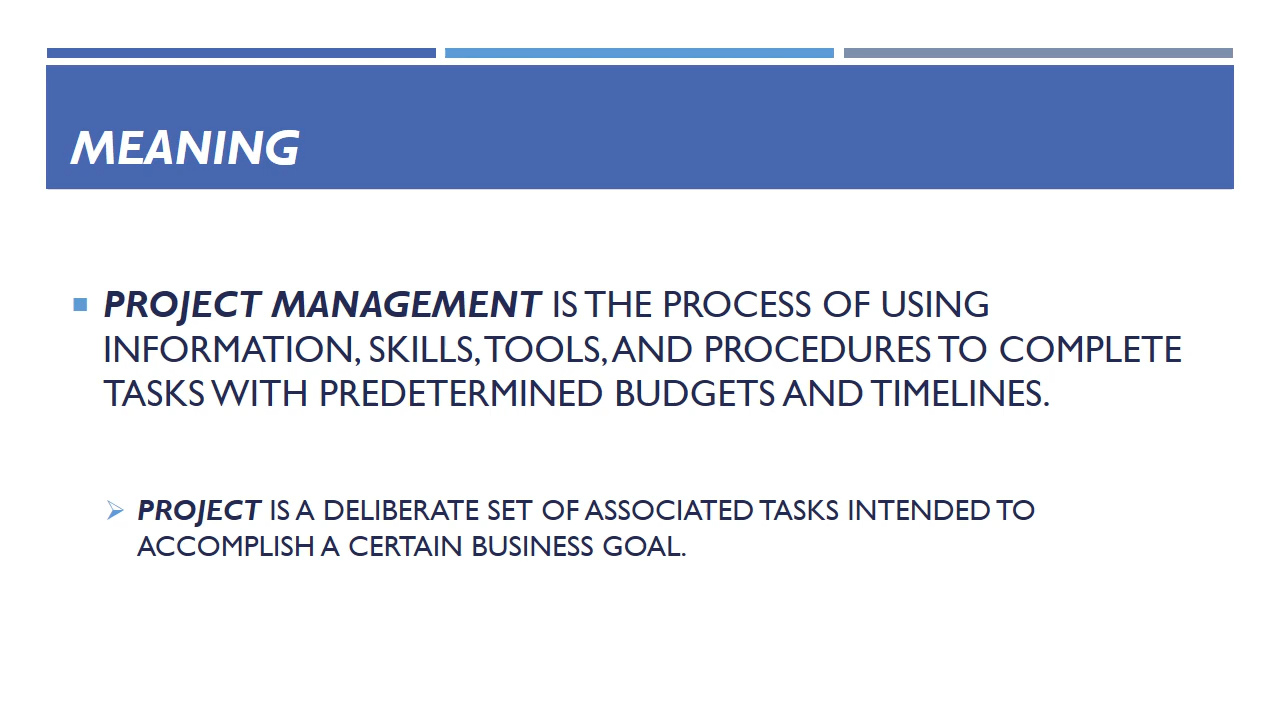 MEANING
PROJECT MANAGEMENT IS THE PROCESS OF USING
INFORMATION, SKILLS, TOOLS, AND PROCEDURES TO COMPLETE
TASKS WITH PREDETERMINED BUDGETS AND TIMELINES.
PROJECT IS A DELIBERATE SET OF ASSOCIATED TASKS INTENDED TO
ACCOMPLISH A CERTAIN BUSINESS GOAL.